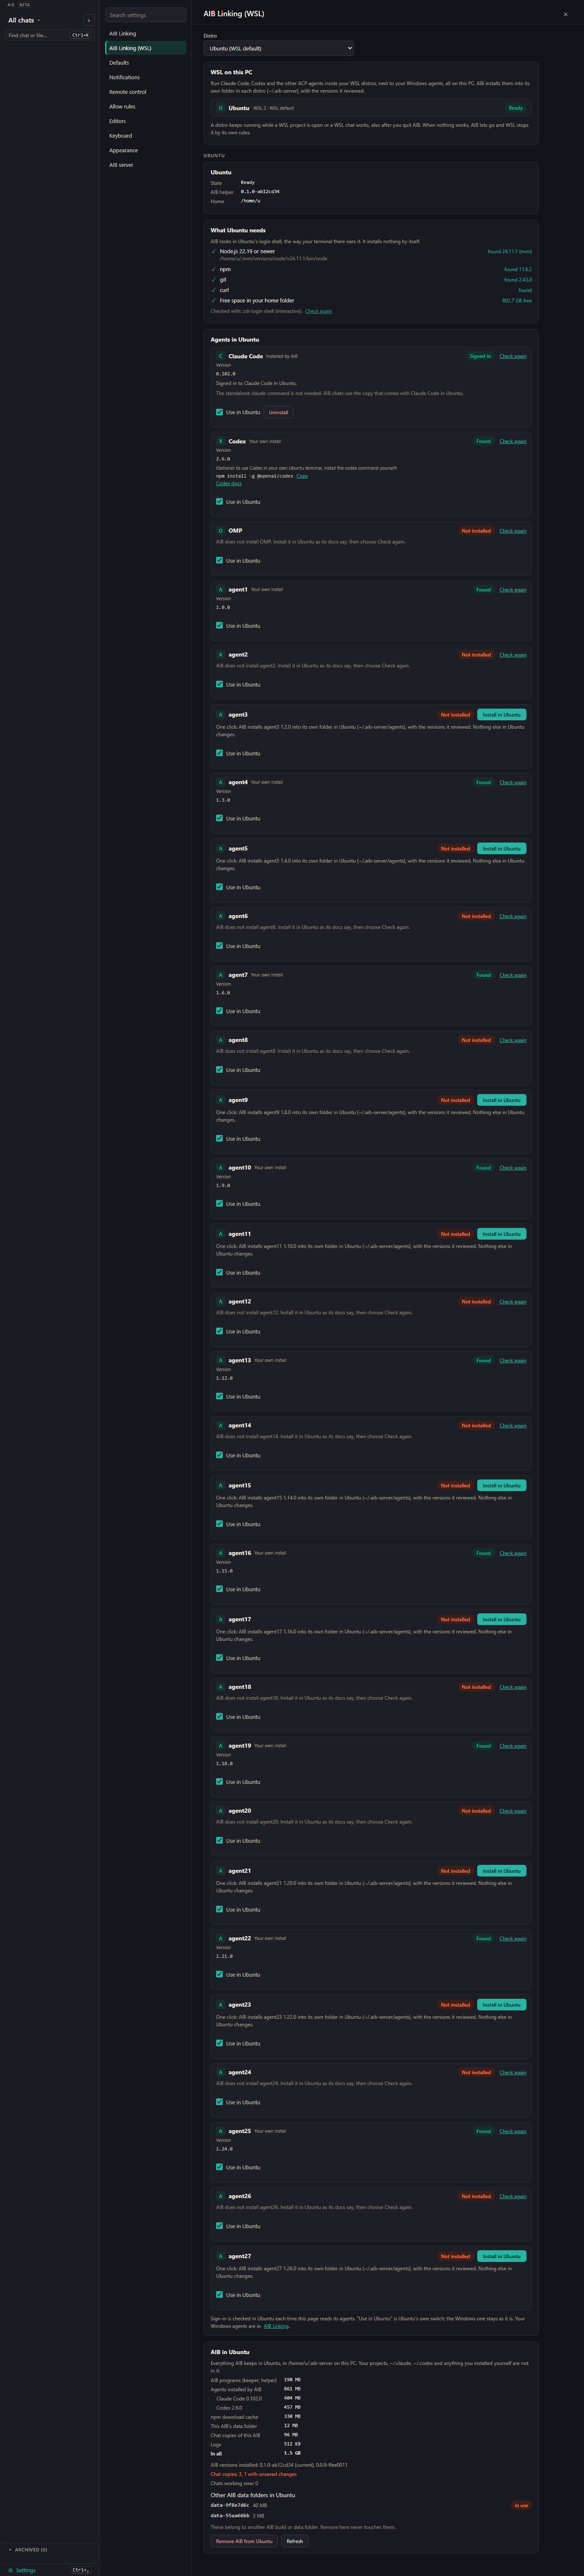 AIB BETA
All chats
Find chat or file... Ctrl+K
ARCHIVED (0)
Settings Ctrl+,
Search settings
AIB Linking
AIB Linking (WSL)
Defaults
Notifications
Remote control
Allow rules
Editors
Keyboard
Appearance
AIB server
AIB Linking (WSL)
Distro
Ubuntu (WSL default)
WSL on this PC
Run Claude Code, Codex and the other ACP agents inside your WSL distros, next to your Windows agents, all on this PC. AIB installs them into its
own folder in each distro (~/.aib-server), with the versions it reviewed.
U Ubuntu WSL 2 · WSL default Ready
A distro keeps running while a WSL project is open or a WSL chat works, also after you quit AIB. When nothing works, AIB lets go and WSL stops
it by its own rules.
UBUNTU
Ubuntu
State Ready
AIB helper 0.1.0-ab12cd34
Home /home/u
What Ubuntu needs
AIB looks in Ubuntu's login shell, the way your terminal there sees it. It installs nothing by itself.
✓ Node.js 22.19 or newer found 24.11.1 (nvm)
/home/u/.nvm/versions/node/v24.11.1/bin/node
✓ npm found 11.6.2
✓ git found 2.43.0
✓ curl found
✓ Free space in your home folder 802.7 GB free
Checked with: zsh login shell (interactive). Check again
Agents in Ubuntu
C Claude Code Installed by AIB Signed in Check again
Version
0.102.0
Signed in to Claude Code in Ubuntu.
The standalone claude command is not needed: AIB chats use the copy that comes with Claude Code in Ubuntu.
Use in Ubuntu Uninstall
X Codex Your own install Found Check again
Version
2.6.0
Optional: to use Codex in your own Ubuntu terminal, install the codex command yourself:
npm install -g @openai/codex Copy
Codex docs
Use in Ubuntu
O OMP Not installed Check again
AIB does not install OMP. Install it in Ubuntu as its docs say, then choose Check again.
Use in Ubuntu
A agent1 Your own install Found Check again
Version
1.0.0
Use in Ubuntu
A agent2 Not installed Check again
AIB does not install agent2. Install it in Ubuntu as its docs say, then choose Check again.
Use in Ubuntu
A agent3 Not installed Install in Ubuntu
One click: AIB installs agent3 1.2.0 into its own folder in Ubuntu (~/.aib-server/agents), with the versions it reviewed. Nothing else in Ubuntu
changes.
Use in Ubuntu
A agent4 Your own install Found Check again
Version
1.3.0
Use in Ubuntu
A agent5 Not installed Install in Ubuntu
One click: AIB installs agent5 1.4.0 into its own folder in Ubuntu (~/.aib-server/agents), with the versions it reviewed. Nothing else in Ubuntu
changes.
Use in Ubuntu
A agent6 Not installed Check again
AIB does not install agent6. Install it in Ubuntu as its docs say, then choose Check again.
Use in Ubuntu
A agent7 Your own install Found Check again
Version
1.6.0
Use in Ubuntu
A agent8 Not installed Check again
AIB does not install agent8. Install it in Ubuntu as its docs say, then choose Check again.
Use in Ubuntu
A agent9 Not installed Install in Ubuntu
One click: AIB installs agent9 1.8.0 into its own folder in Ubuntu (~/.aib-server/agents), with the versions it reviewed. Nothing else in Ubuntu
changes.
Use in Ubuntu
A agent10 Your own install Found Check again
Version
1.9.0
Use in Ubuntu
A agent11 Not installed Install in Ubuntu
One click: AIB installs agent11 1.10.0 into its own folder in Ubuntu (~/.aib-server/agents), with the versions it reviewed. Nothing else in
Ubuntu changes.
Use in Ubuntu
A agent12 Not installed Check again
AIB does not install agent12. Install it in Ubuntu as its docs say, then choose Check again.
Use in Ubuntu
A agent13 Your own install Found Check again
Version
1.12.0
Use in Ubuntu
A agent14 Not installed Check again
AIB does not install agent14. Install it in Ubuntu as its docs say, then choose Check again.
Use in Ubuntu
A agent15 Not installed Install in Ubuntu
One click: AIB installs agent15 1.14.0 into its own folder in Ubuntu (~/.aib-server/agents), with the versions it reviewed. Nothing else in
Ubuntu changes.
Use in Ubuntu
A agent16 Your own install Found Check again
Version
1.15.0
Use in Ubuntu
A agent17 Not installed Install in Ubuntu
One click: AIB installs agent17 1.16.0 into its own folder in Ubuntu (~/.aib-server/agents), with the versions it reviewed. Nothing else in
Ubuntu changes.
Use in Ubuntu
A agent18 Not installed Check again
AIB does not install agent18. Install it in Ubuntu as its docs say, then choose Check again.
Use in Ubuntu
A agent19 Your own install Found Check again
Version
1.18.0
Use in Ubuntu
A agent20 Not installed Check again
AIB does not install agent20. Install it in Ubuntu as its docs say, then choose Check again.
Use in Ubuntu
A agent21 Not installed Install in Ubuntu
One click: AIB installs agent21 1.20.0 into its own folder in Ubuntu (~/.aib-server/agents), with the versions it reviewed. Nothing else in
Ubuntu changes.
Use in Ubuntu
A agent22 Your own install Found Check again
Version
1.21.0
Use in Ubuntu
A agent23 Not installed Install in Ubuntu
One click: AIB installs agent23 1.22.0 into its own folder in Ubuntu (~/.aib-server/agents), with the versions it reviewed. Nothing else in
Ubuntu changes.
Use in Ubuntu
A agent24 Not installed Check again
AIB does not install agent24. Install it in Ubuntu as its docs say, then choose Check again.
Use in Ubuntu
A agent25 Your own install Found Check again
Version
1.24.0
Use in Ubuntu
A agent26 Not installed Check again
AIB does not install agent26. Install it in Ubuntu as its docs say, then choose Check again.
Use in Ubuntu
A agent27 Not installed Install in Ubuntu
One click: AIB installs agent27 1.26.0 into its own folder in Ubuntu (~/.aib-server/agents), with the versions it reviewed. Nothing else in
Ubuntu changes.
Use in Ubuntu
Sign-in is checked in Ubuntu each time this page reads its agents. "Use in Ubuntu" is Ubuntu's own switch; the Windows one stays as it is. Your
Windows agents are in AIB Linking.
AIB in Ubuntu
Everything AIB keeps in Ubuntu, in /home/u/.aib-server on this PC. Your projects, ~/.claude, ~/.codex and anything you installed yourself are not
in it.
AIB programs (keeper, helper) 190 MB
Agents installed by AIB 861 MB
Claude Code 0.102.0 404 MB
Codex 2.6.0 457 MB
npm download cache 330 MB
This AIB's data folder 12 MB
Chat copies of this AIB 96 MB
Logs 512 KB
In all 1.5 GB
AIB versions installed: 0.1.0-ab12cd34 (current), 0.0.9-ffee0011
Chat copies: 3, 1 with unsaved changes
Chats working now: 0
Other AIB data folders in Ubuntu
data-9f8e7d6c 40 MB in use
data-55aa66bb 3 MB
These belong to another AIB build or data folder. Remove here never touches them.
Remove AIB from Ubuntu Refresh